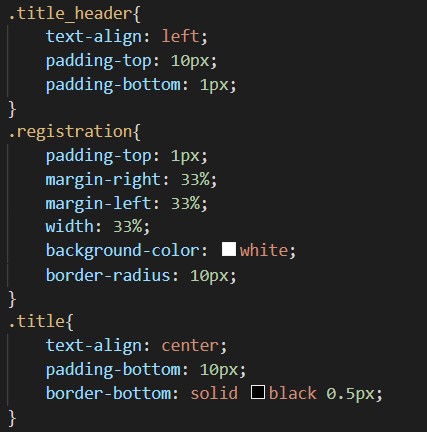 .title_header{
    text-align: left;
    padding-top: 10px;
    padding-bottom: 1px;
}
.registration{
    padding-top: 1px;
    margin-right: 33%;
    margin-left: 33%;
    width: 33%;
    background-color: white;
    border-radius: 10px;
}
.title{
    text-align: center;
    padding-bottom: 10px;
    border-bottom: solid black 0.5px;
}